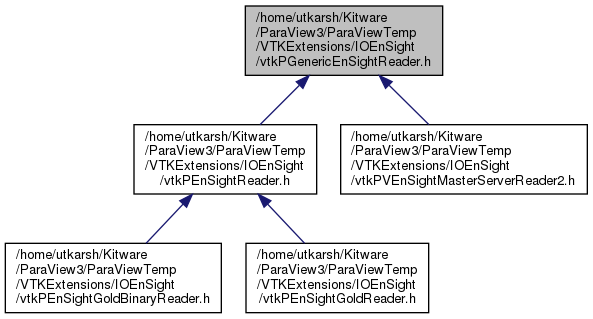 /home/utkarsh/Kitware
/ParaView3/ParaViewTemp
/VTKExtensions/IOEnSight
/vtkPGenericEnSightReader.h
/home/utkarsh/Kitware
/ParaView3/ParaViewTemp
/VTKExtensions/IOEnSight
/vtkPEnSightReader.h
/home/utkarsh/Kitware
/ParaView3/ParaViewTemp
/VTKExtensions/IOEnSight
/vtkPVEnSightMasterServerReader2.h
/home/utkarsh/Kitware
/ParaView3/ParaViewTemp
/VTKExtensions/IOEnSight
/vtkPEnSightGoldBinaryReader.h
/home/utkarsh/Kitware
/ParaView3/ParaViewTemp
/VTKExtensions/IOEnSight
/vtkPEnSightGoldReader.h